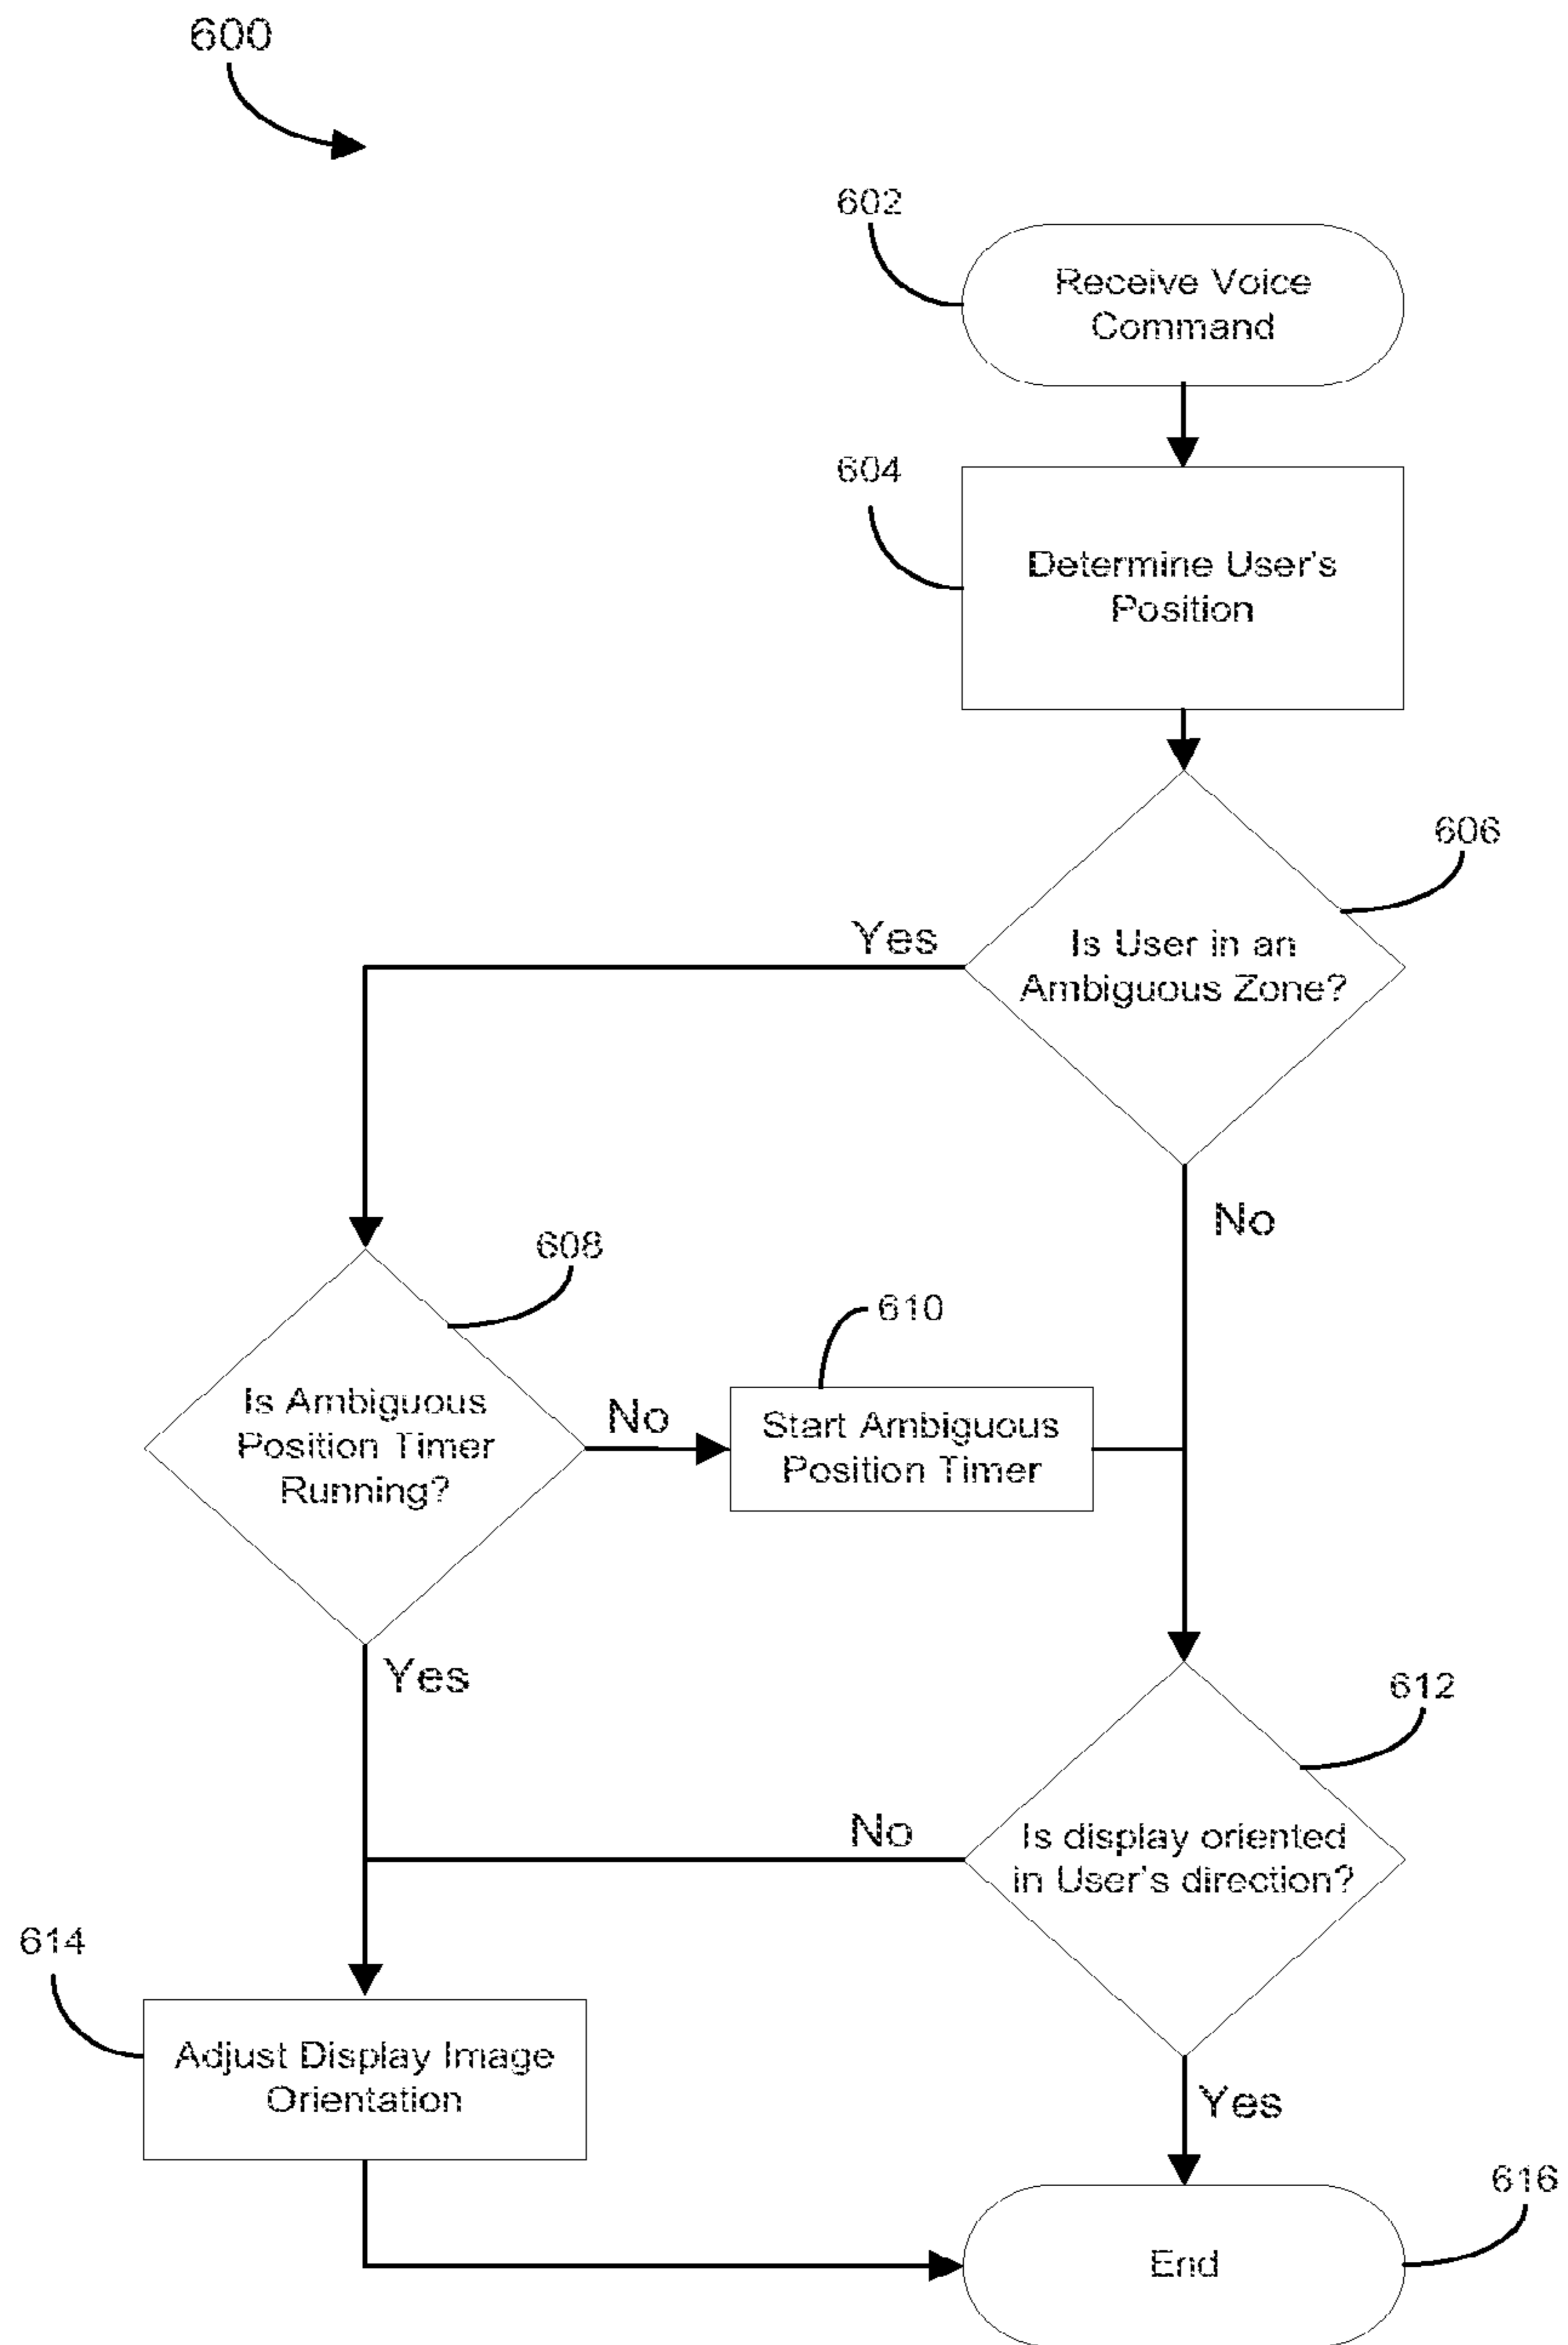 600
602
Receive Voice
Command
604
Determine User's
Position
606
Is User in an
Ambiguous Zone?
Yes
No
608
Is Ambiguous
Position Timer
Running?
No
610
Start Ambiguous
Position Timer
Yes
612
Is display oriented
in User's direction?
No
Yes
614
Adjust Display Image
Orientation
616
End